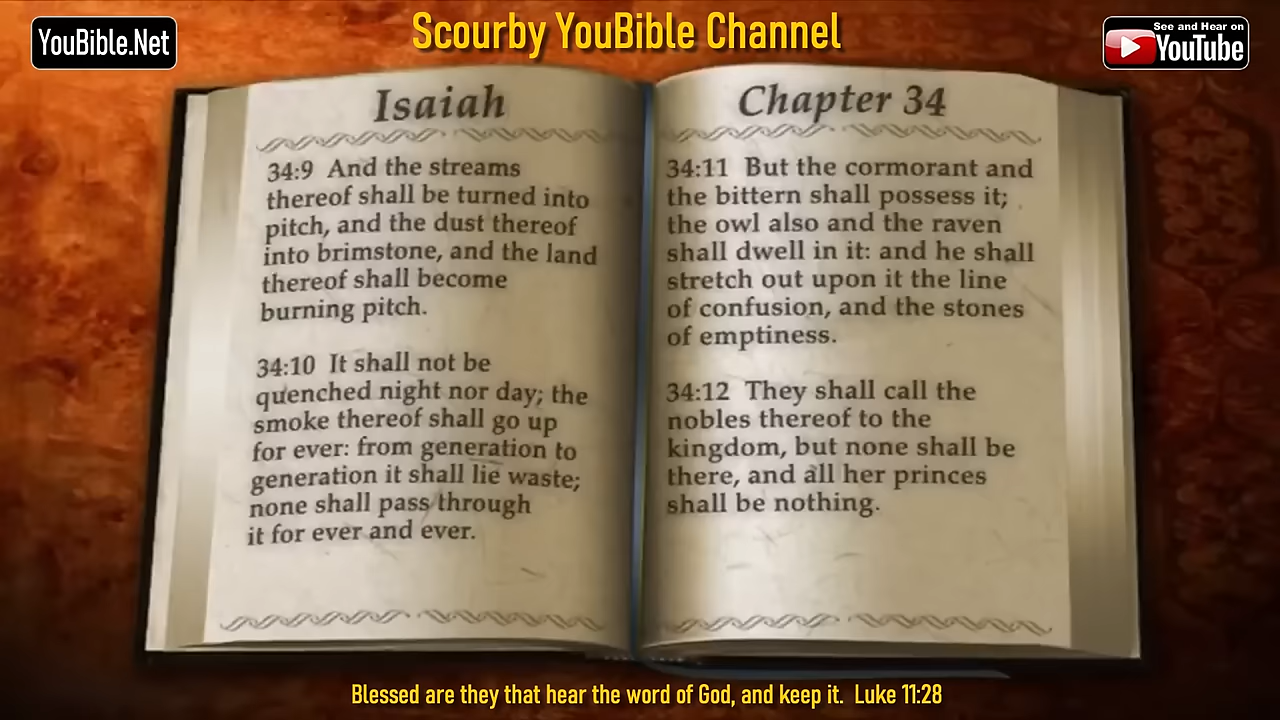 YouBible.Net
Scourby YouBible Channel
See and Hear on
YouTube
Isaiah
34:9 And the streams
thereof shall be turned into
pitch, and the dust thereof
into brimstone, and the land
thereof shall become
burning pitch.
34:10 It shall not be
quenched night nor day; the
smoke thereof shall go up
for ever: from generation to
generation it shall lie waste;
none shall pass through
it for ever and ever.
Chapter 34
34:11 But the cormorant and
the bittern shall possess it;
the owl also and the raven
shall dwell in it: and he shall
stretch out upon it the line
of confusion, and the stones
of emptiness.
34:12 They shall call the
nobles thereof to the
kingdom, but none shall be
there, and all her princes
shall be nothing.
Blessed are they that hear the word of God, and keep it. Luke 11:28